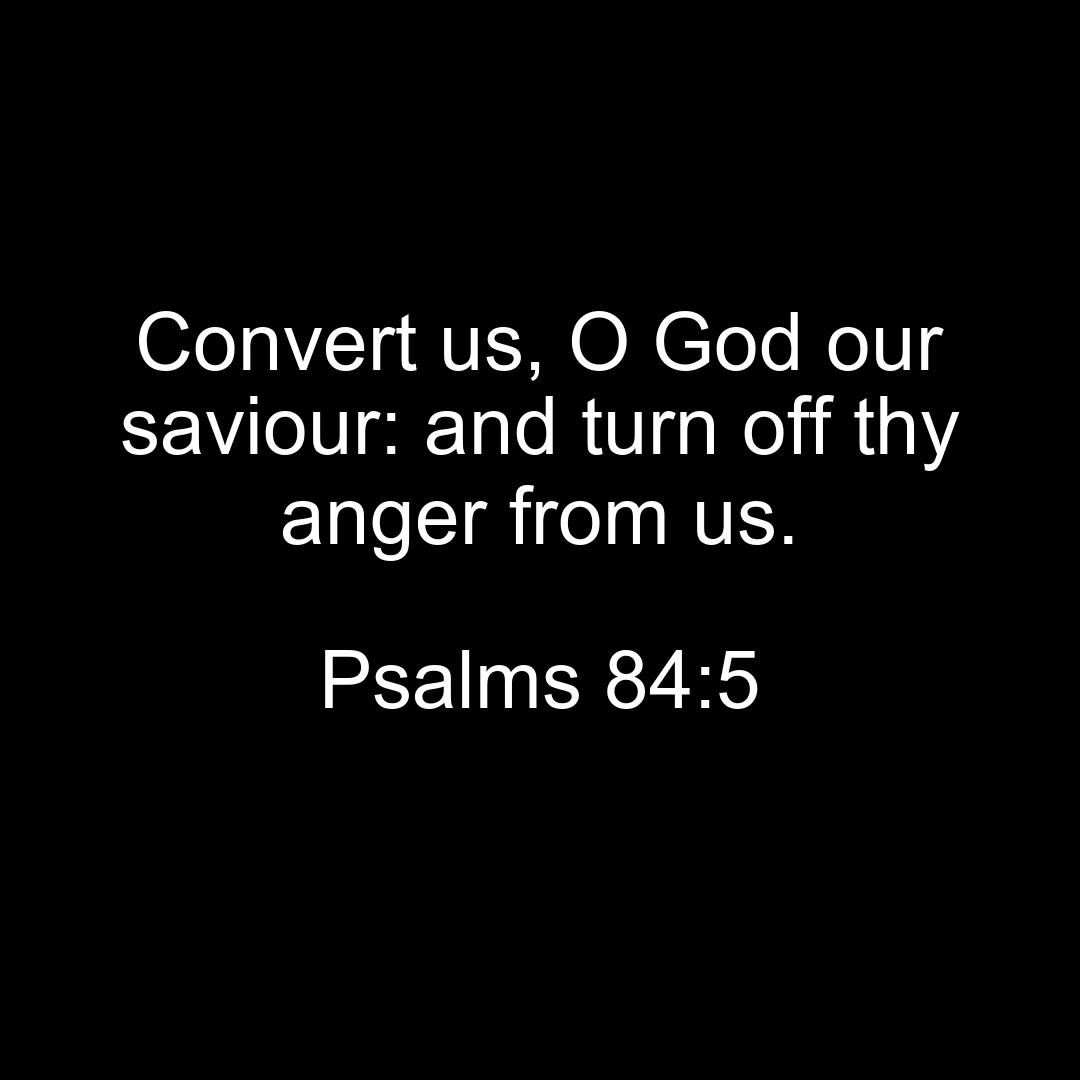 Convert us, O God our
saviour: and turn off thy
anger from us.
Psalms 84:5